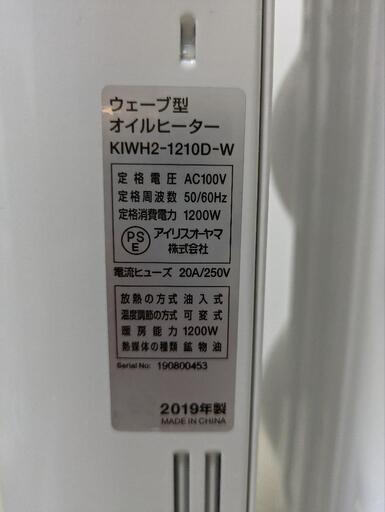 ウェーブ型
オイルヒーター
KIWH2-1210D-W
定格電圧 AC100V
定格周波数 50/60Hz
定格消費電力 1200W
PS
E
アイリスオーヤマ
株式会社
電流ヒューズ 20A/250V
放熱の方式 油入式
温度調節の方式 可変式
暖房能力 1200W
熱媒体の種類 鉱物油
Serial No: 190800453
2019年製
MADE IN CHINA